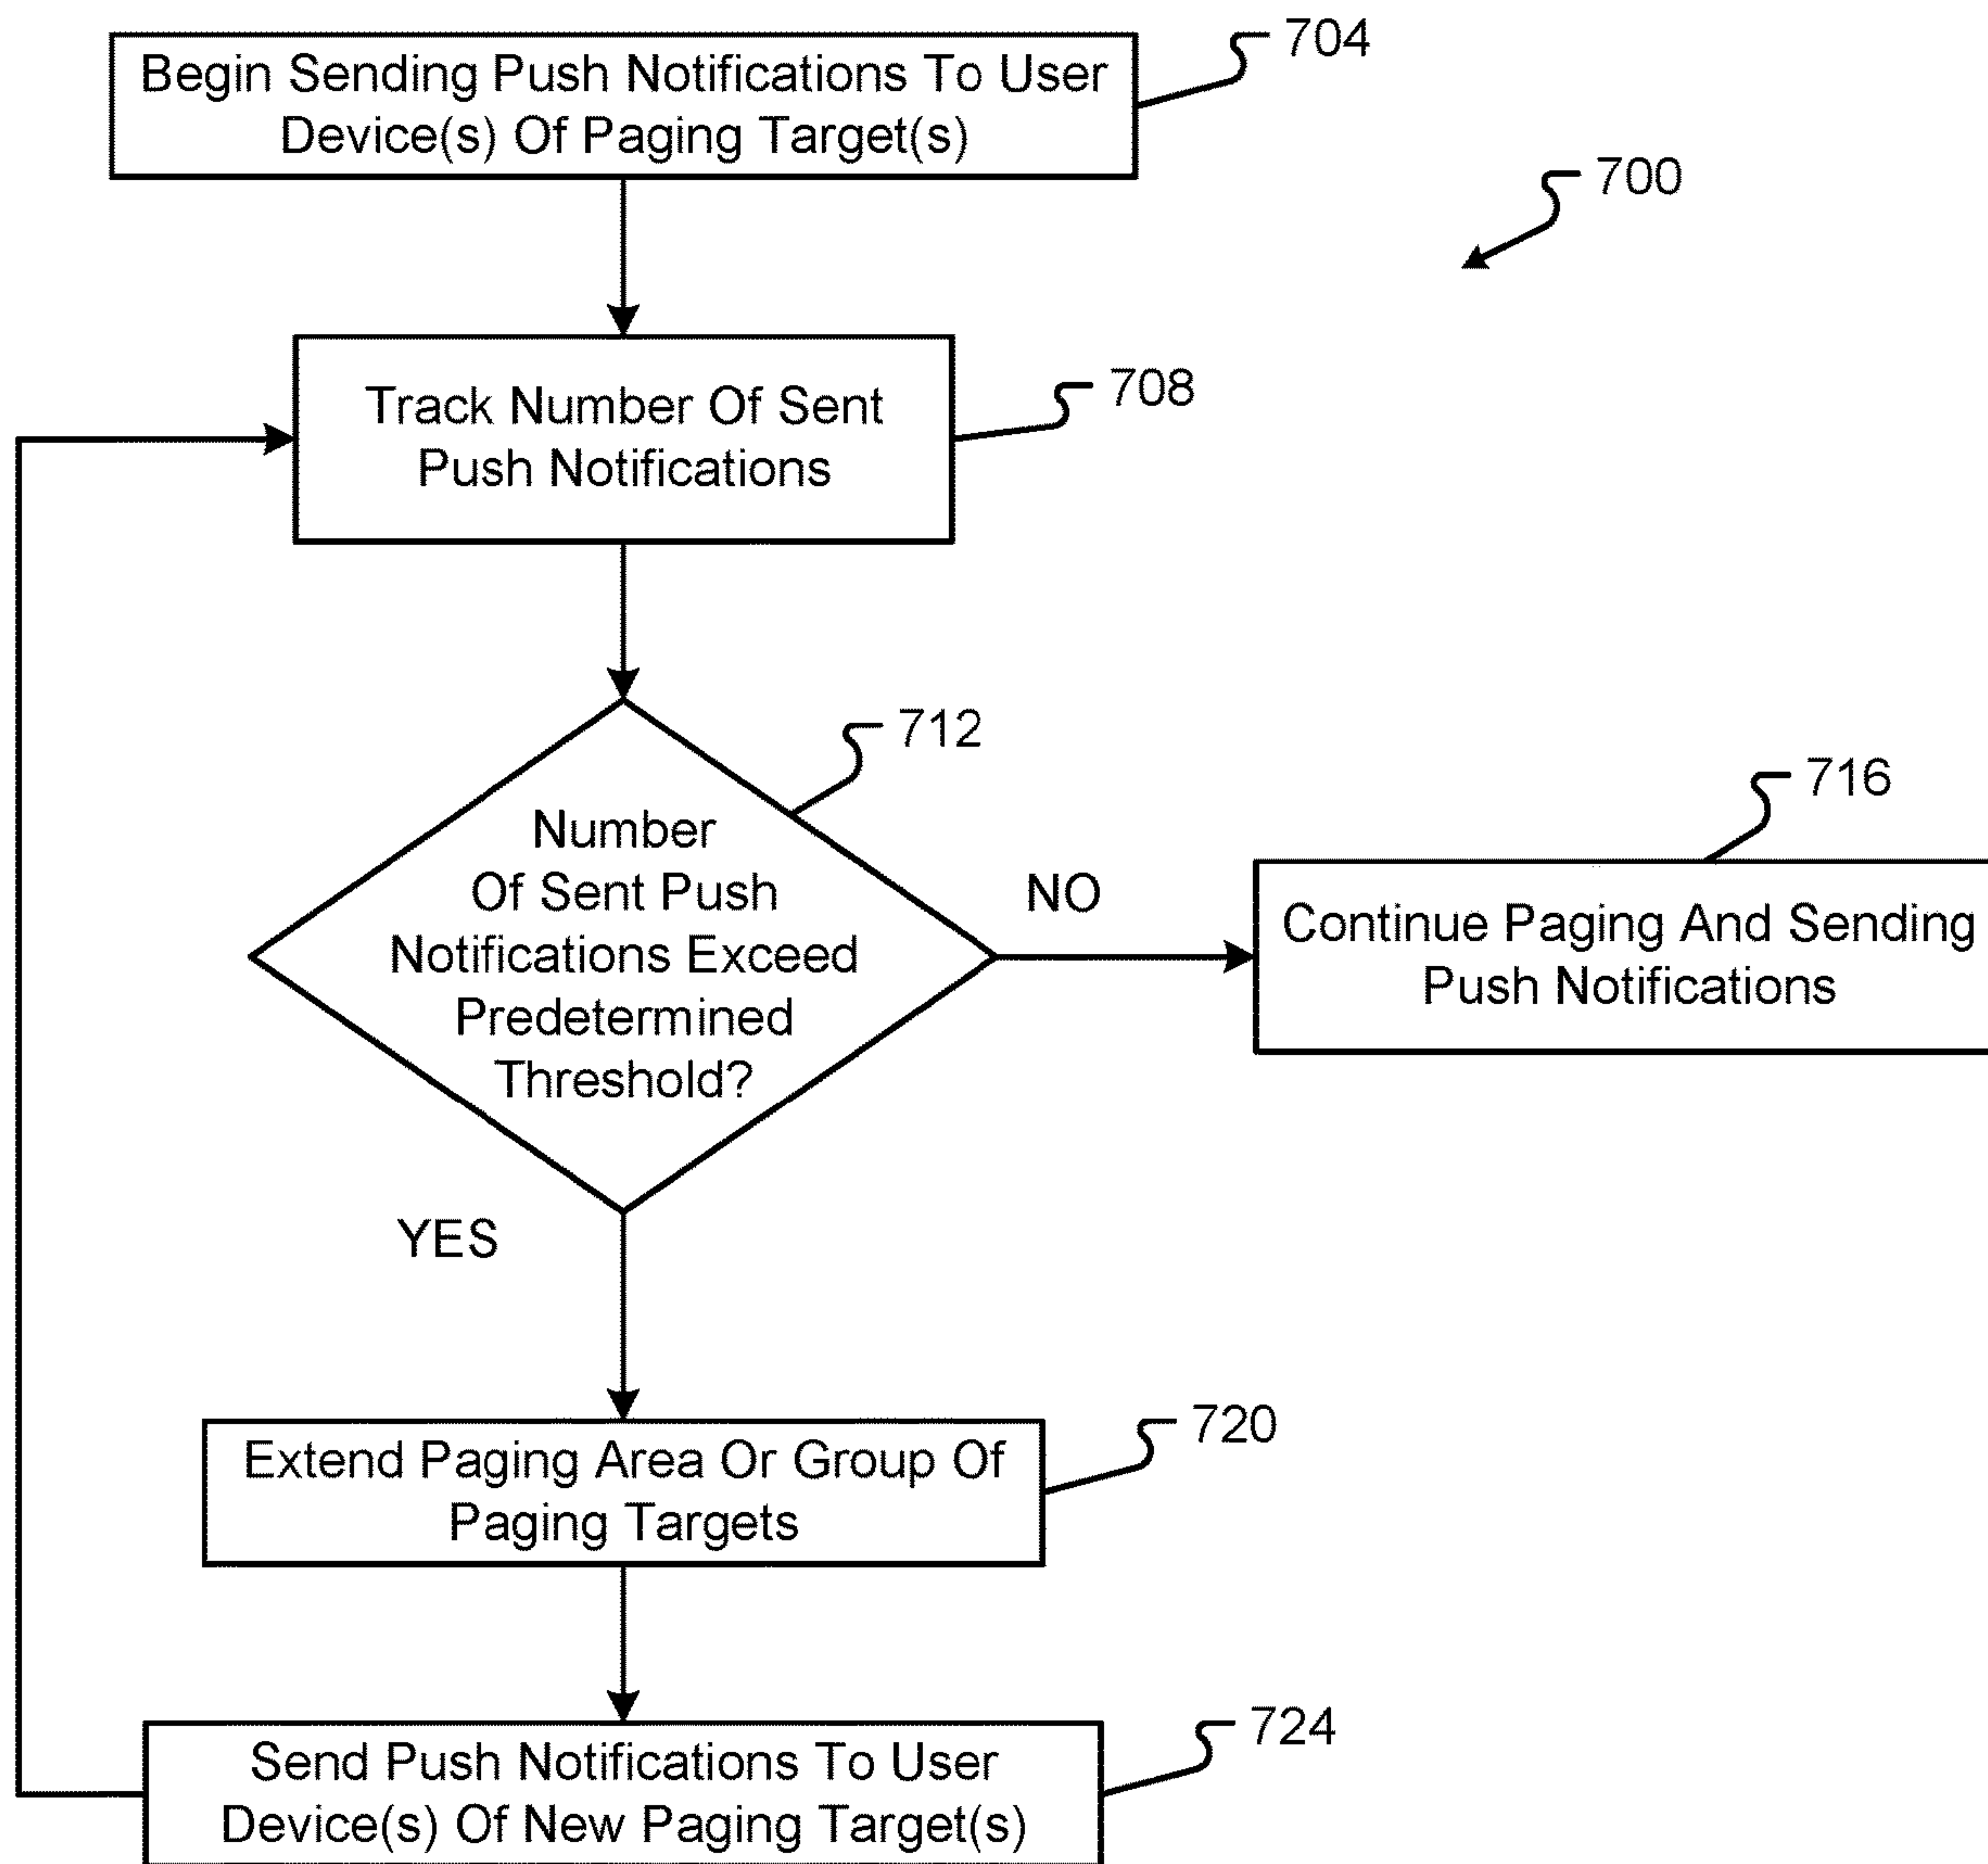 Begin Sending Push Notifications To User
Device(s) Of Paging Target(s)
704
700
Track Number Of Sent
Push Notifications
708
712
Number
Of Sent Push
Notifications Exceed
Predetermined
Threshold?
NO
716
Continue Paging And Sending
Push Notifications
YES
Extend Paging Area Or Group Of
Paging Targets
720
Send Push Notifications To User
Device(s) Of New Paging Target(s)
724